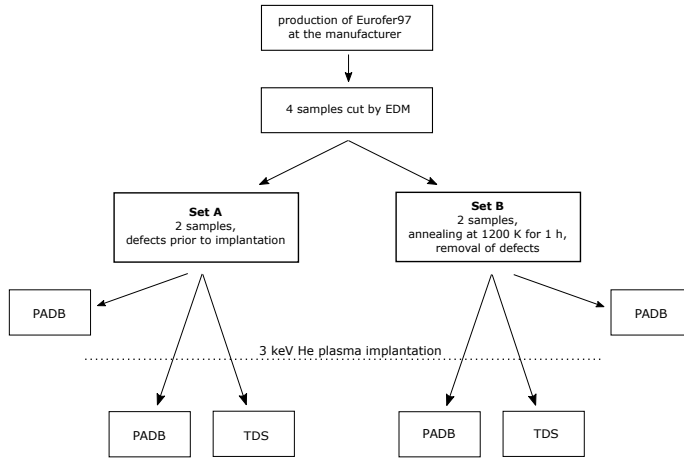 production of Eurofer97
at the manufacturer
4 samples cut by EDM
Set A
2 samples,
defects prior to implantation
Set B
2 samples,
annealing at 1200 K for 1 h,
removal of defects
PADB
PADB
3 keV He plasma implantation
PADB
TDS
PADB
TDS